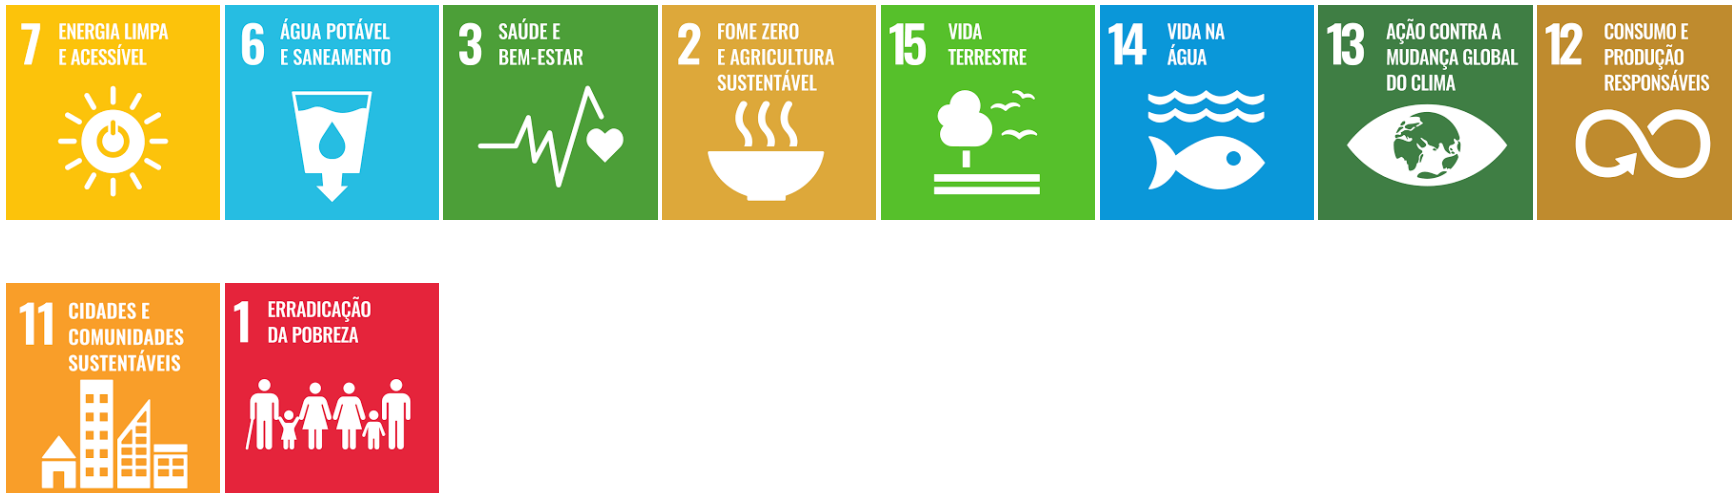 7 ENERGIA LIMPA
E ACESSÍVEL
6 ÁGUA POTÁVEL
E SANEAMENTO
3 SAÚDE E
BEM-ESTAR
2 FOME ZERO
E AGRICULTURA
SUSTENTÁVEL
15 VIDA
TERRESTRE
14 VIDA NA
ÁGUA
13 AÇÃO CONTRA A
MUDANÇA GLOBAL
DO CLIMA
12 CONSUMO E
PRODUÇÃO
RESPONSÁVEIS
11 CIDADES E
COMUNIDADES
SUSTENTÁVEIS
1 ERRADICAÇÃO
DA POBREZA